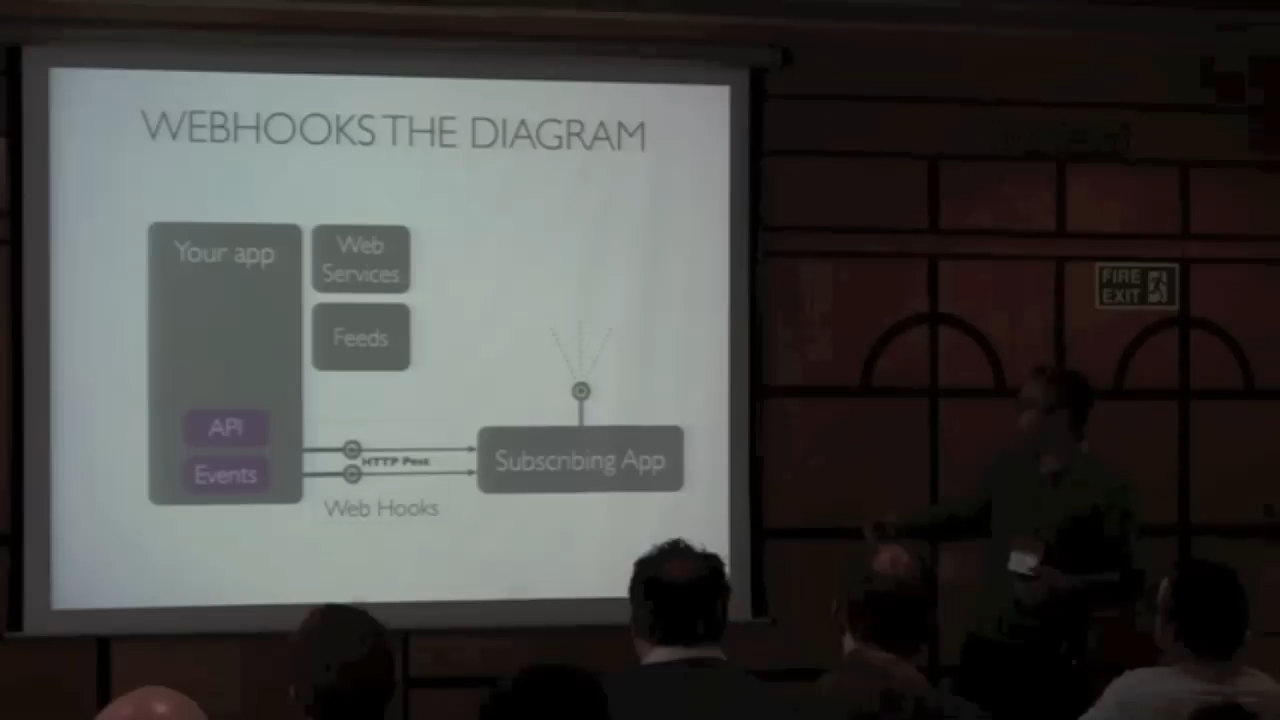 WEBHOOKS THE DIAGRAM
Your app
Web
Services
Feeds
API
Events
HTTP Post
Web Hooks
Subscribing App
FIRE
EXIT